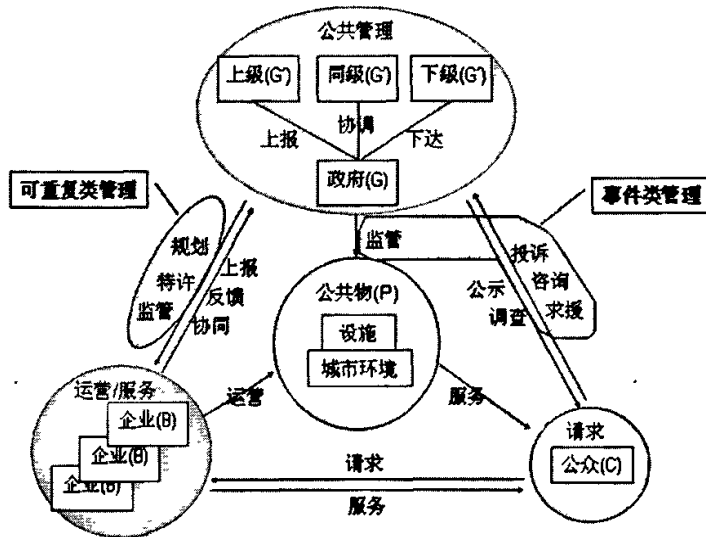 公共管理
上级(G')
同级(G')
下级(G')
上报
协调
下达
政府(G)
可重复类管理
事件类管理
规划
特许
监管
上报
反馈
协同
监管
投诉
咨询
求援
公示
调查
公共物(P)
设施
城市环境
运营/服务
企业(B)
企业(B)
企业(B)
运营
服务
请求
公众(C)
请求
服务